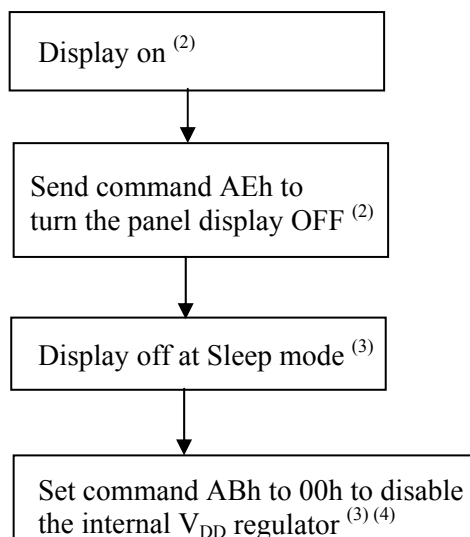 Display on (2)
Send command AEh to
turn the panel display OFF (2)
Display off at Sleep mode (3)
Set command ABh to 00h to disable
the internal VDD regulator (3) (4)